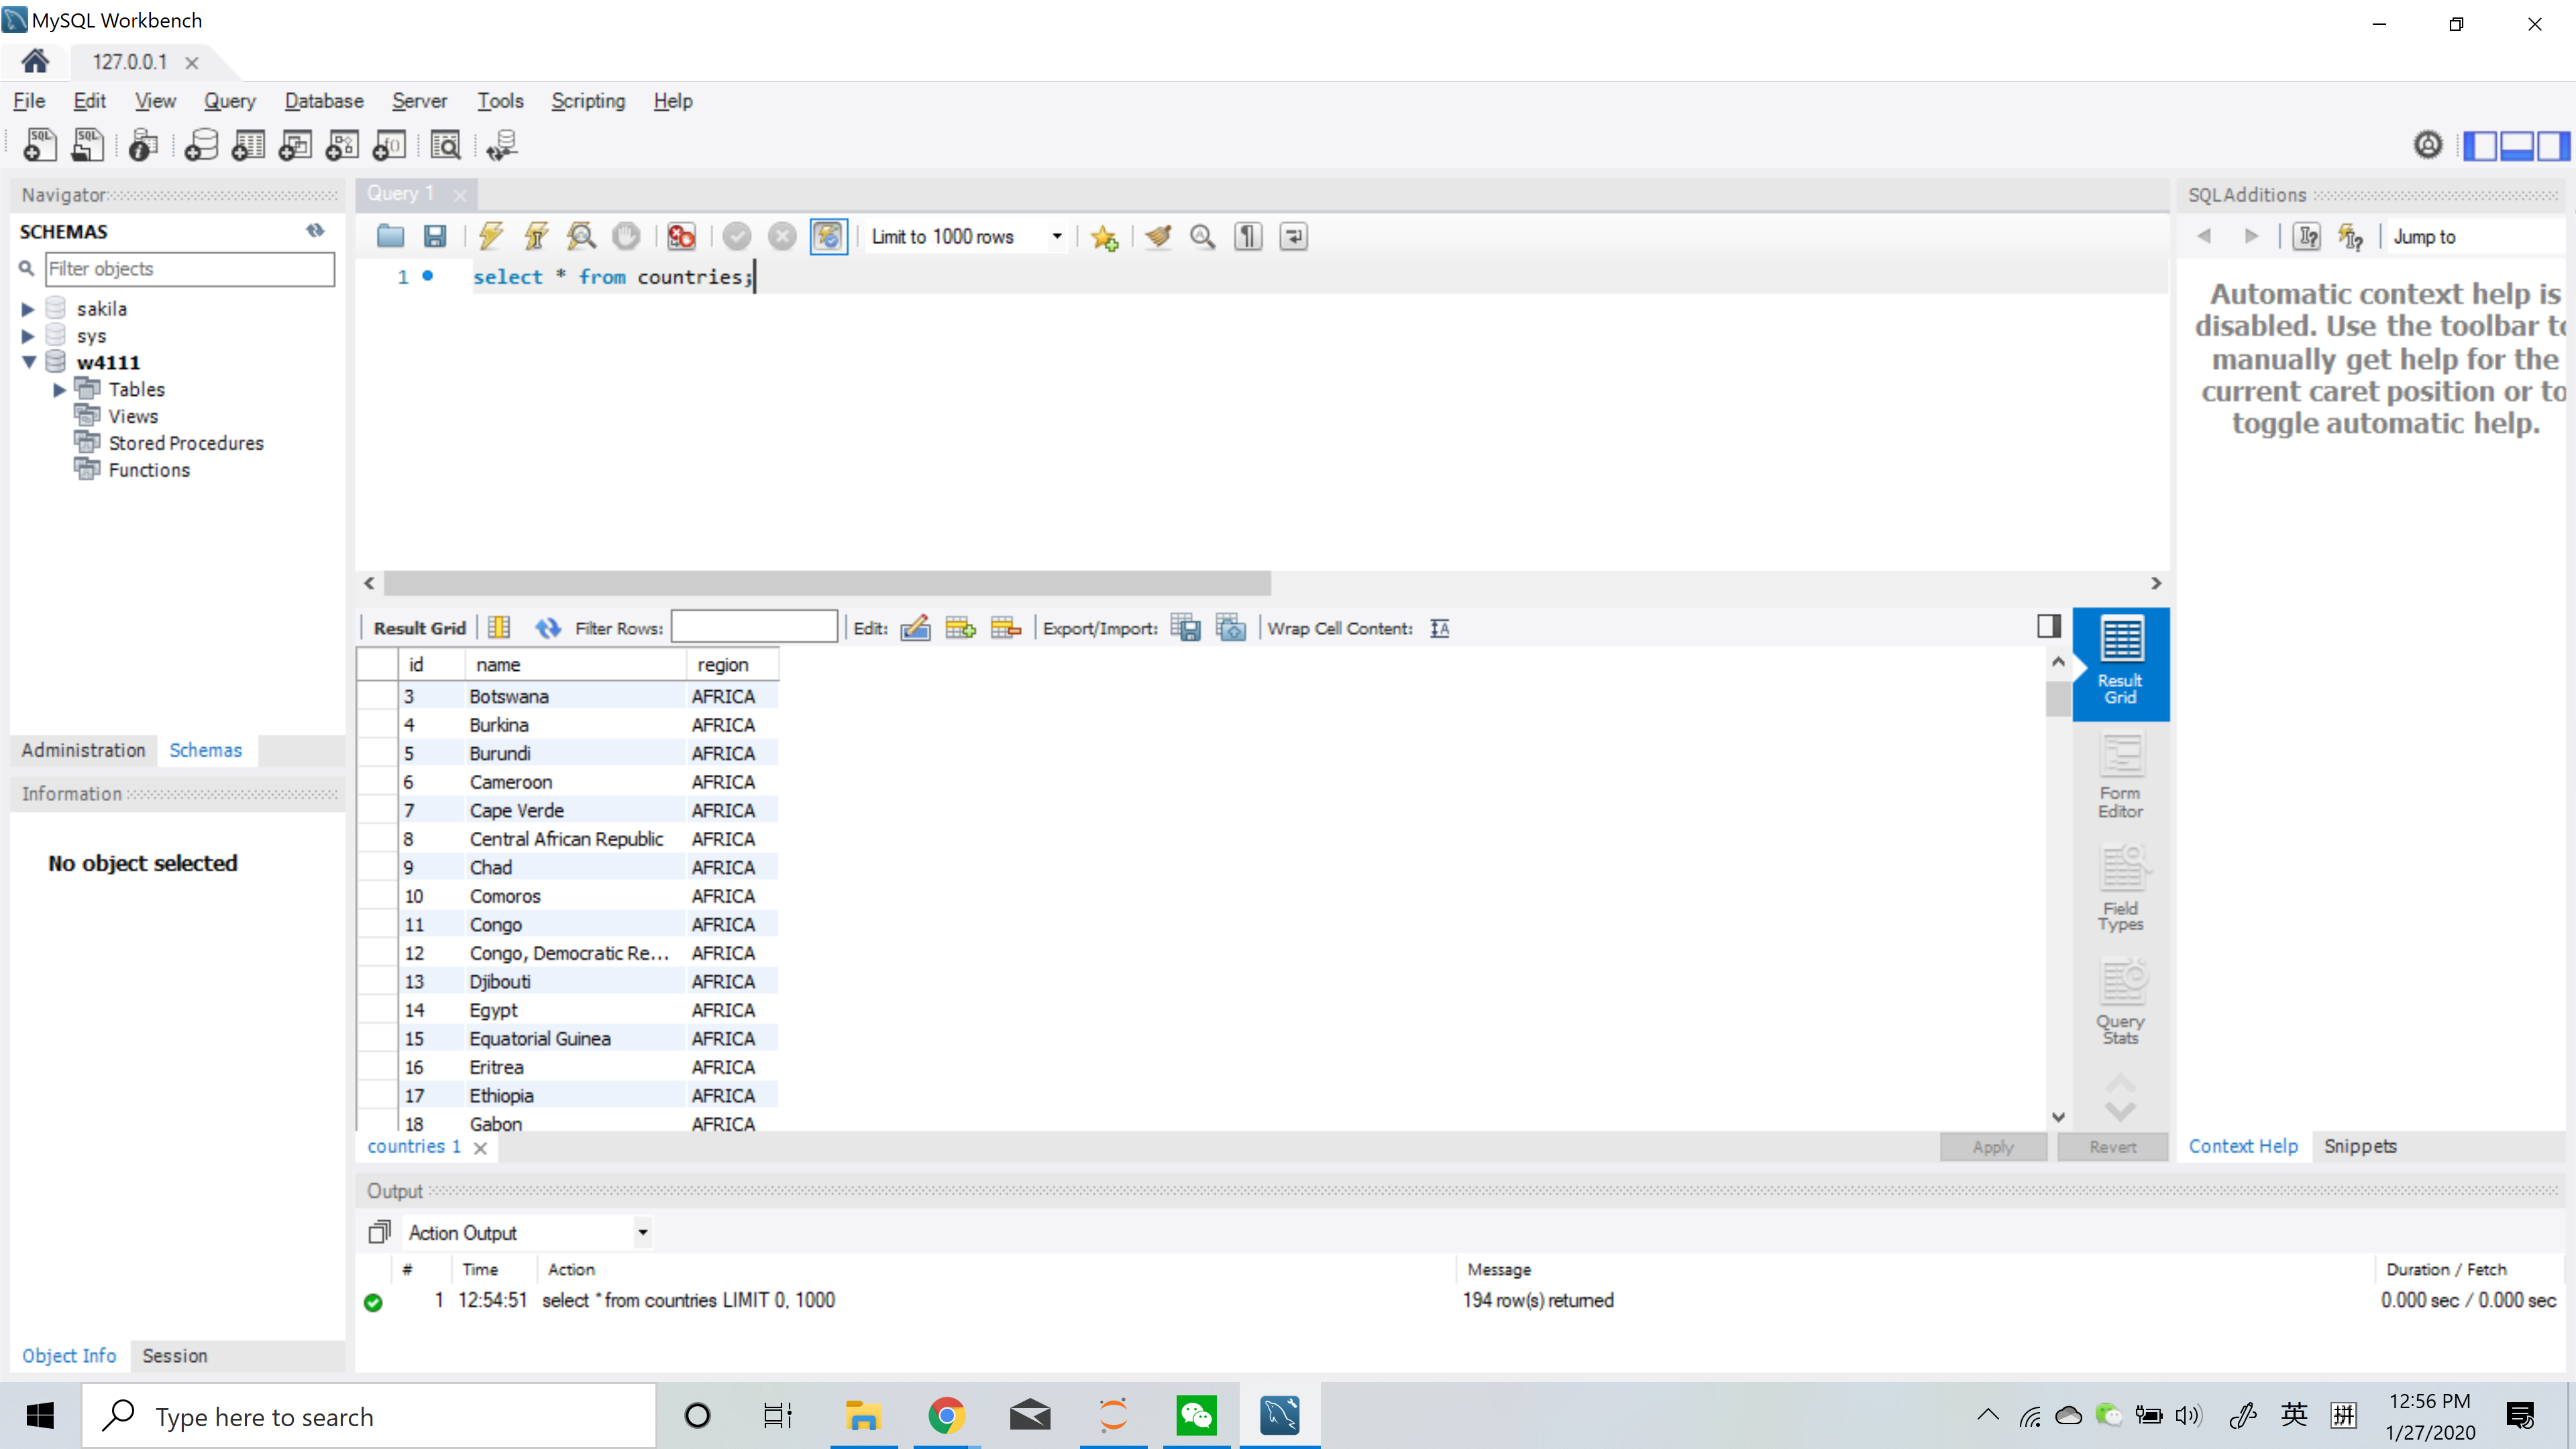 MySQL Workbench
127.0.0.1
File Edit View Query Database Server Tools Scripting Help
Navigator
SCHEMAS
Filter objects
sakila
sys
w4111
Tables
Views
Stored Procedures
Functions
Administration Schemas
Information
No object selected
Object Info Session
Query 1
Limit to 1000 rows
1 select * from countries;
Result Grid Filter Rows: Edit: Export/Import: Wrap Cell Content:
id name region
3 Botswana AFRICA
4 Burkina AFRICA
5 Burundi AFRICA
6 Cameroon AFRICA
7 Cape Verde AFRICA
8 Central African Republic AFRICA
9 Chad AFRICA
10 Comoros AFRICA
11 Congo AFRICA
12 Congo, Democratic Re... AFRICA
13 Djibouti AFRICA
14 Egypt AFRICA
15 Equatorial Guinea AFRICA
16 Eritrea AFRICA
17 Ethiopia AFRICA
18 Gabon AFRICA
Result
Grid
Form
Editor
Field
Types
Query
Stats
countries 1 Apply Revert
SQLAdditions
Jump to
Automatic context help is
disabled. Use the toolbar to
manually get help for the
current caret position or to
toggle automatic help.
Context Help Snippets
Output
Action Output
# Time Action Message Duration / Fetch
1 12:54:51 select * from countries LIMIT 0, 1000 194 row(s) returned 0.000 sec / 0.000 sec
Type here to search
英 拼
12:56 PM
1/27/2020